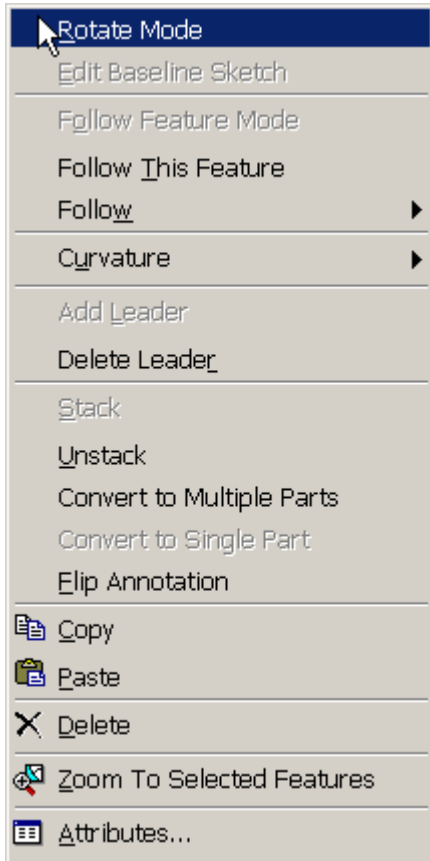 Rotate Mode
Edit Baseline Sketch
Follow Feature Mode
Follow This Feature
Follow
Curvature
Add Leader
Delete Leader
Stack
Unstack
Convert to Multiple Parts
Convert to Single Part
Flip Annotation
Copy
Paste
Delete
Zoom To Selected Features
Attributes...